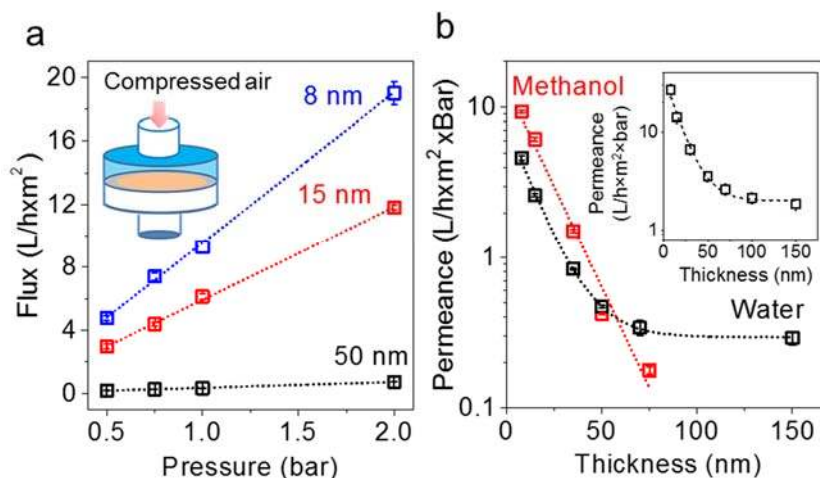 a
Flux (L/hxm²)
20
16
12
8
4
0
Compressed air
8 nm
15 nm
50 nm
0.5
1.0
1.5
2.0
Pressure (bar)
b
Permeance (L/hxm² xBar)
10
1
0.1
Methanol
Water
0
50
100
150
Thickness (nm)
Permeance
(L/h×m²×bar)
10
1
0
50
100
150
Thickness (nm)